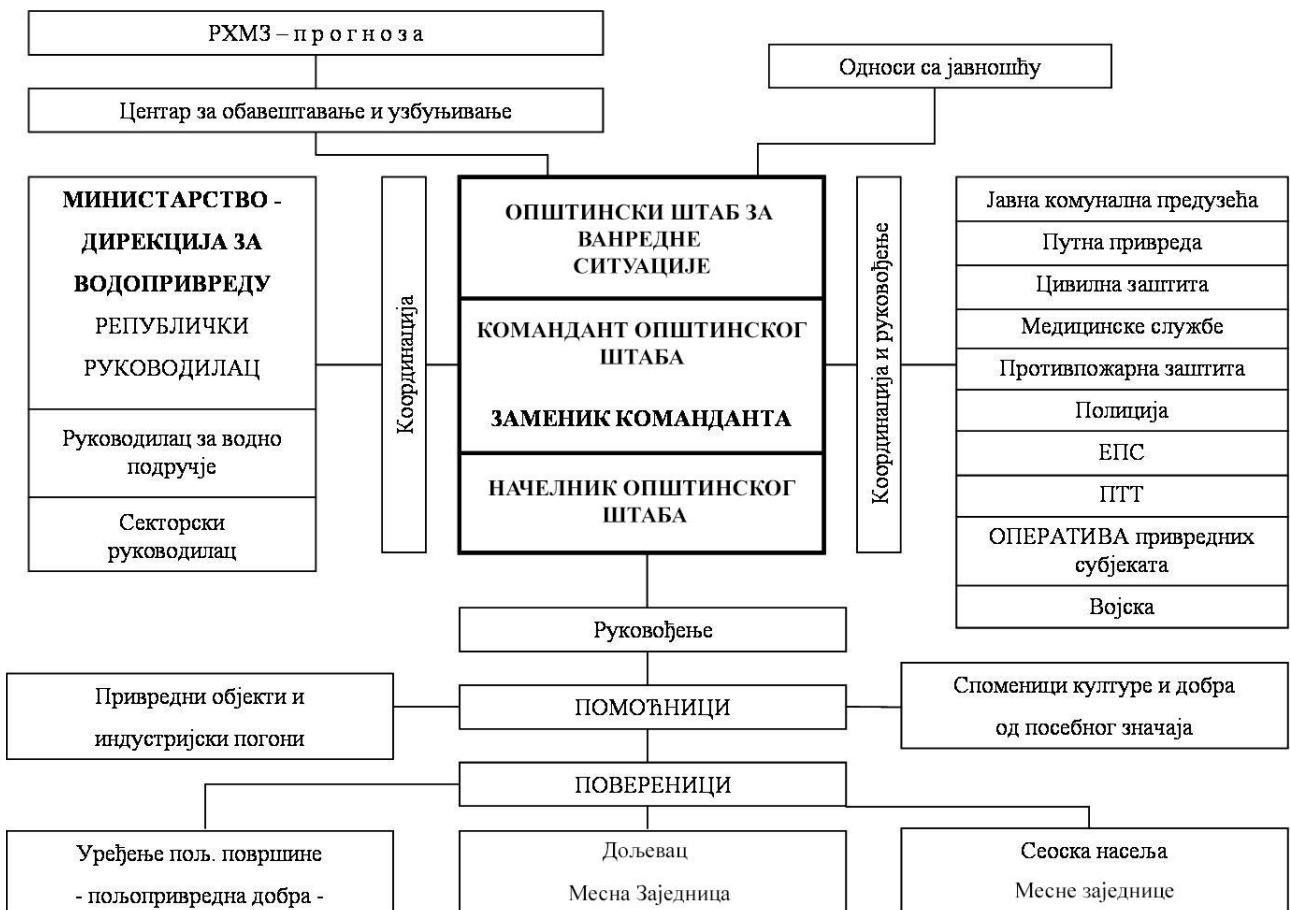 РХМЗ – п р о г н о з а
Односи са јавношћу
Центар за обавештавање и узбуњивање
МИНИСТАРСТВО -
ДИРЕКЦИЈА ЗА
ВОДОПРИВРЕДУ
РЕПУБЛИЧКИ
РУКОВОДИЛАЦ
Руководилац за водно
подручје
Секторски
руководилац
Координација
ОПШТИНСКИ ШТАБ ЗА
ВАНРЕДНЕ
СИТУАЦИЈЕ
КОМАНДАНТ ОПШТИНСКОГ
ШТАБА
ЗАМЕНИК КОМАНДАНТА
НАЧЕЛНИК ОПШТИНСКОГ
ШТАБА
Координација и руковођење
Јавна комунална предузећа
Путна привреда
Цивилна заштита
Медицинске службе
Противпожарна заштита
Полиција
ЕПС
ПТТ
ОПЕРАТИВА привредних
субјеката
Војска
Руковођење
Привредни објекти и
индустријски погони
ПОМОЋНИЦИ
Споменици културе и добра
од посебног значаја
ПОВЕРЕНИЦИ
Уређење пољ. површине
- пољопривредна добра -
Дољевац
Месна Заједница
Сеоска насеља
Месне заједнице